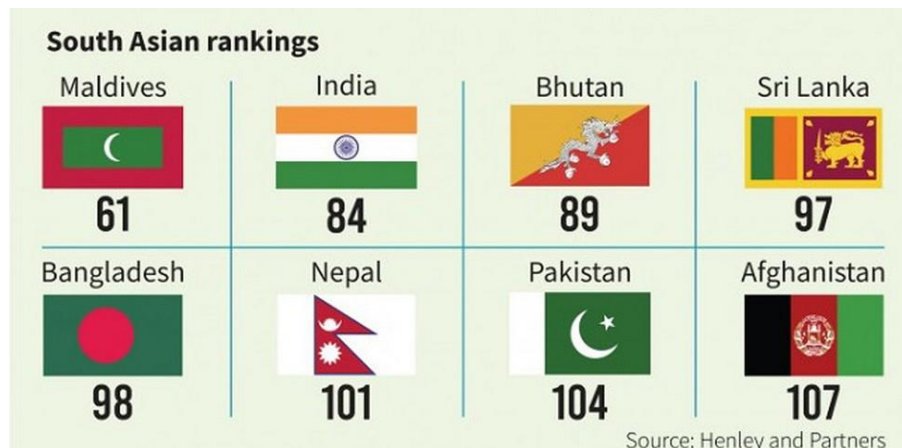 South Asian rankings
Maldives India Bhutan Sri Lanka
61 84 89 97
Bangladesh Nepal Pakistan Afghanistan
98 101 104 107
Source: Henley and Partners